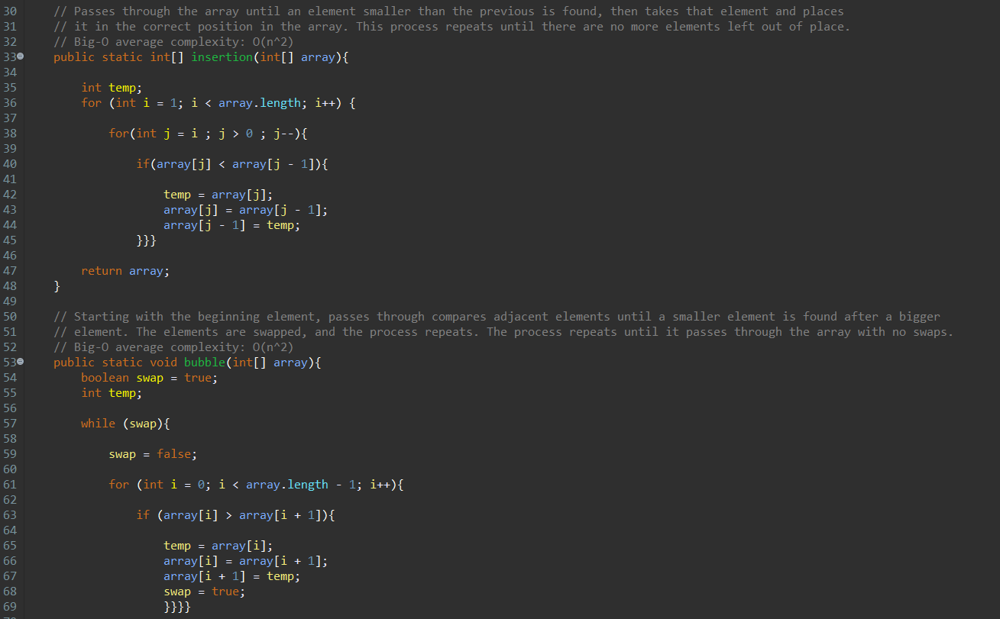 30 // Passes through the array until an element smaller than the previous is found, then takes that element and places
31 // it in the correct position in the array. This process repeats until there are no more elements left out of place.
32 // Big-O average complexity: O(n^2)
33 public static int[] insertion(int[] array){
34
35 int temp;
36 for (int i = 1; i < array.length; i++) {
37
38 for(int j = i ; j > 0 ; j--){
39
40 if(array[j] < array[j - 1]){
41
42 temp = array[j];
43 array[j] = array[j - 1];
44 array[j - 1] = temp;
45 }}}
46
47 return array;
48 }
49
50 // Starting with the beginning element, passes through compares adjacent elements until a smaller element is found after a bigger
51 // element. The elements are swapped, and the process repeats. The process repeats until it passes through the array with no swaps.
52 // Big-O average complexity: O(n^2)
53 public static void bubble(int[] array){
54 boolean swap = true;
55 int temp;
56
57 while (swap){
58
59 swap = false;
60
61 for (int i = 0; i < array.length - 1; i++){
62
63 if (array[i] > array[i + 1]){
64
65 temp = array[i];
66 array[i] = array[i + 1];
67 array[i + 1] = temp;
68 swap = true;
69 }}}}